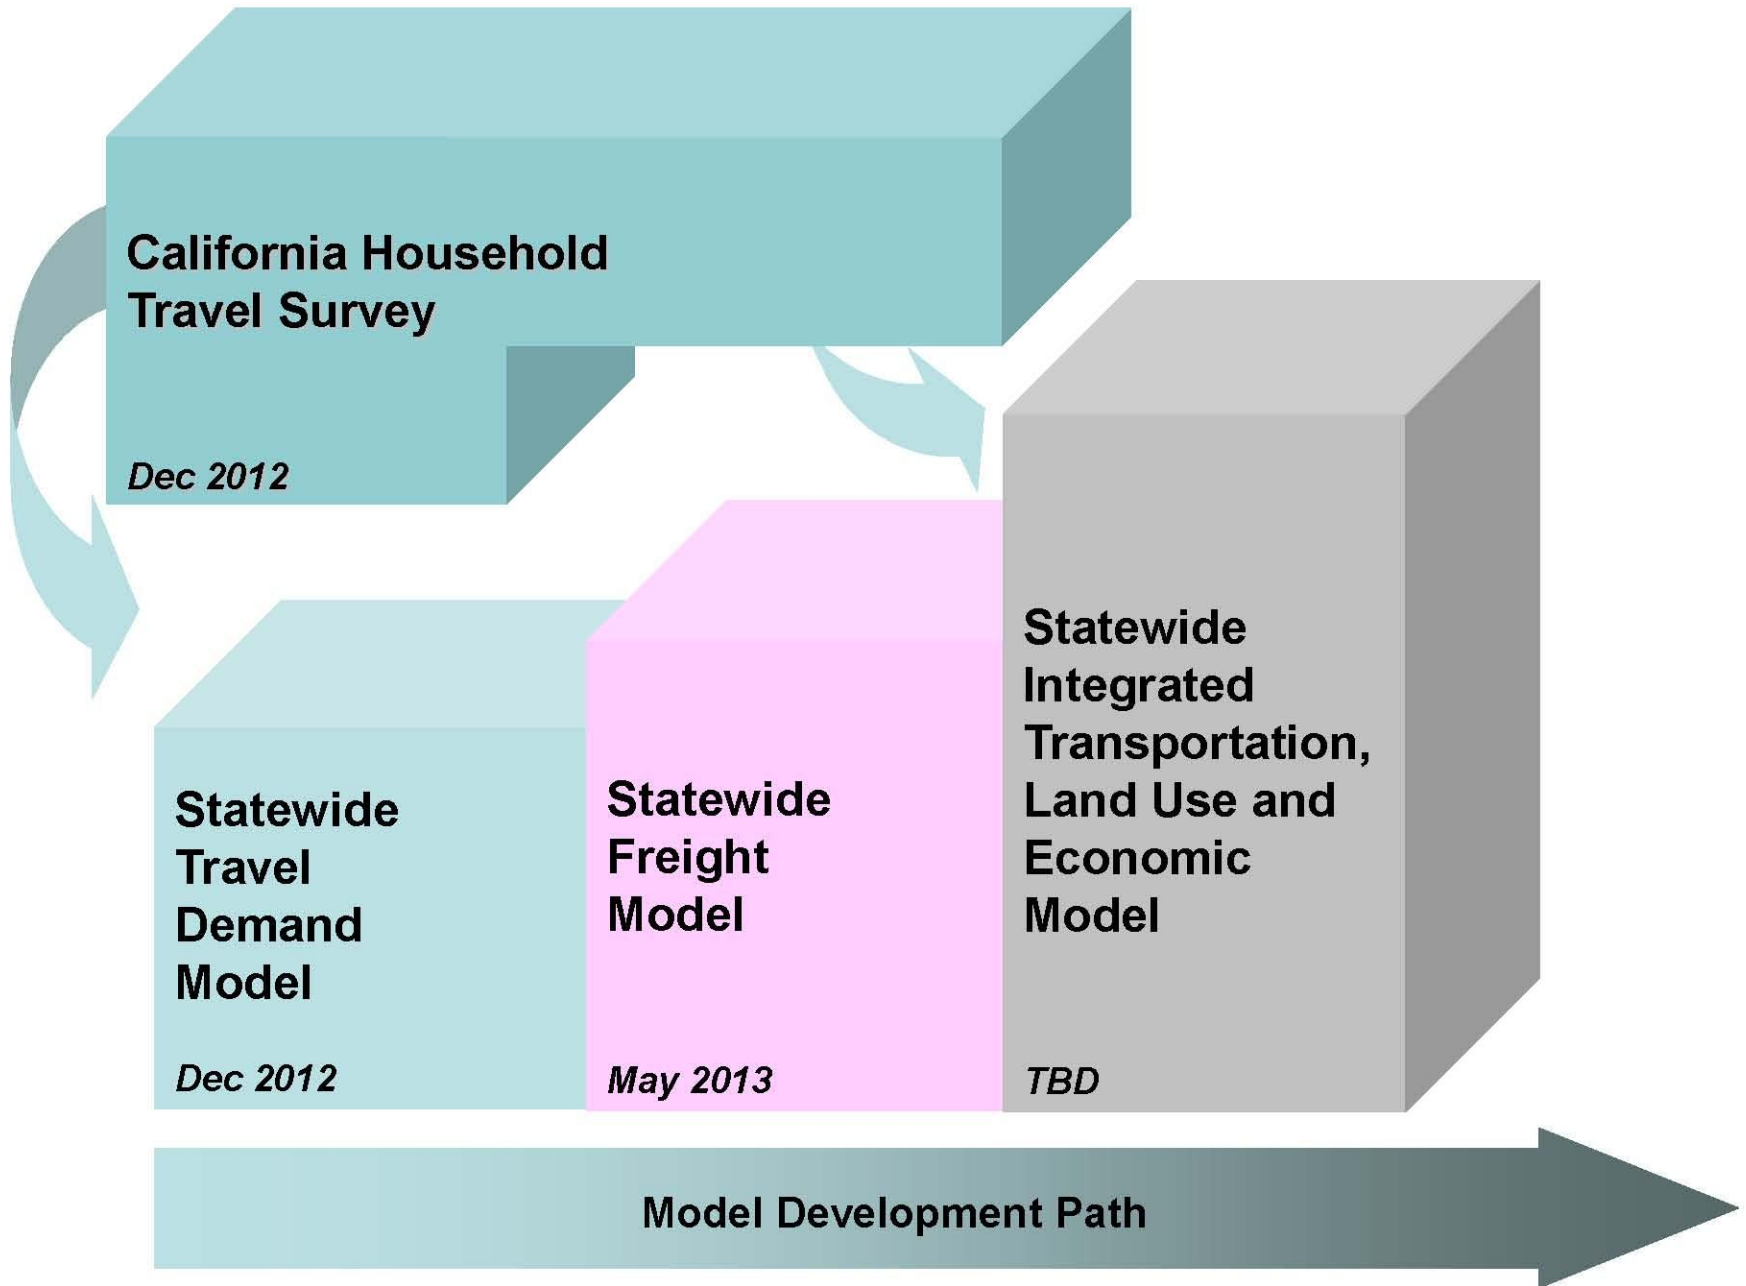 California Household
Travel Survey
Dec 2012
Statewide
Travel
Demand
Model
Dec 2012
Statewide
Freight
Model
May 2013
Statewide
Integrated
Transportation,
Land Use and
Economic
Model
TBD
Model Development Path